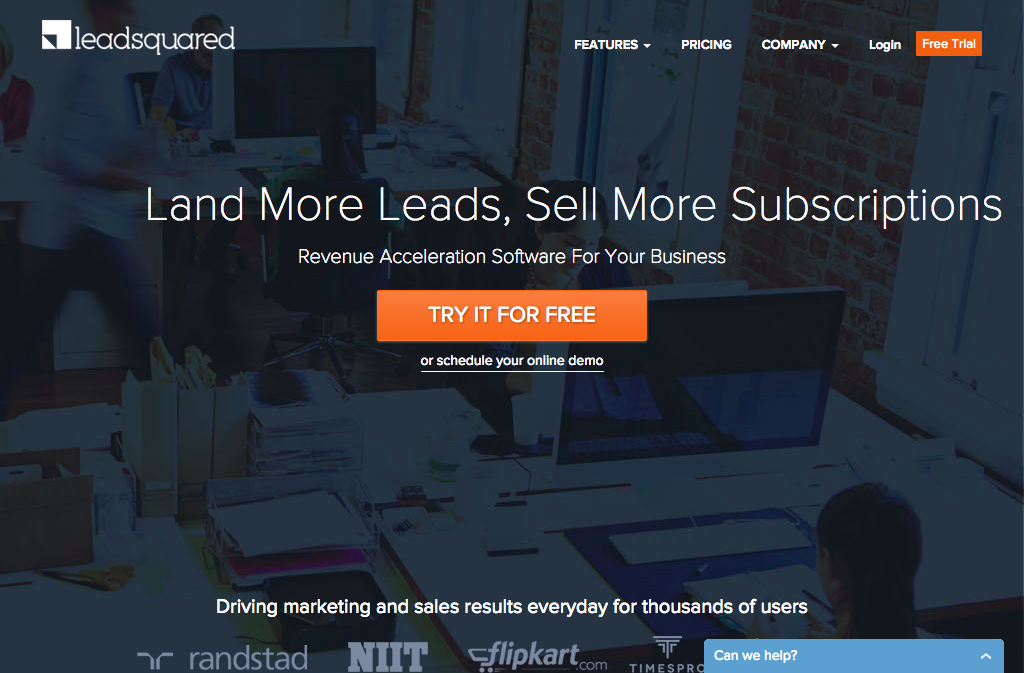 leadsquared
FEATURES PRICING COMPANY Login Free Trial
Land More Leads, Sell More Subscriptions
Revenue Acceleration Software For Your Business
TRY IT FOR FREE
or schedule your online demo
Driving marketing and sales results everyday for thousands of users
randstad NIIT flipkart.com TIMESPRO
Can we help?